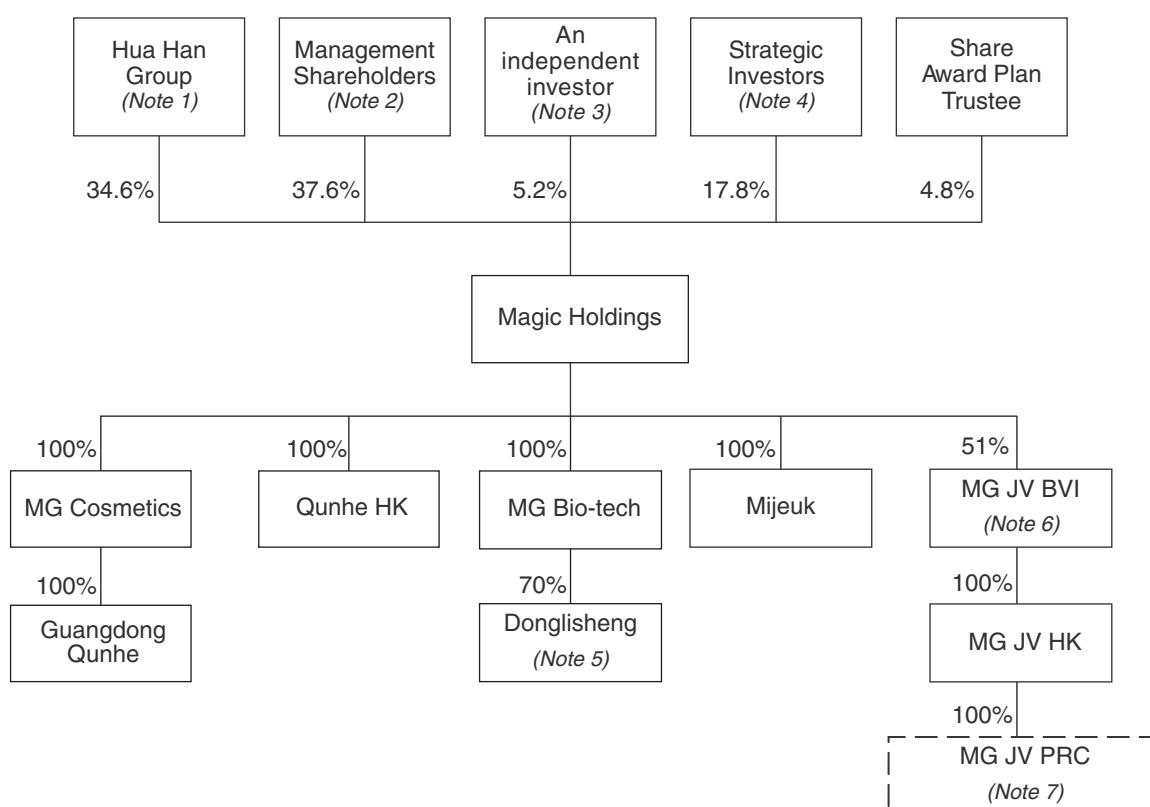 Hua Han
Group
(Note 1)
Management
Shareholders
(Note 2)
An
independent
investor
(Note 3)
Strategic
Investors
(Note 4)
Share
Award Plan
Trustee
34.6%
37.6%
5.2%
17.8%
4.8%
Magic Holdings
100%
100%
100%
100%
51%
MG Cosmetics
Qunhe HK
MG Bio-tech
Mijeuk
MG JV BVI
(Note 6)
100%
70%
100%
Guangdong
Qunhe
Donglisheng
(Note 5)
MG JV HK
100%
MG JV PRC
(Note 7)